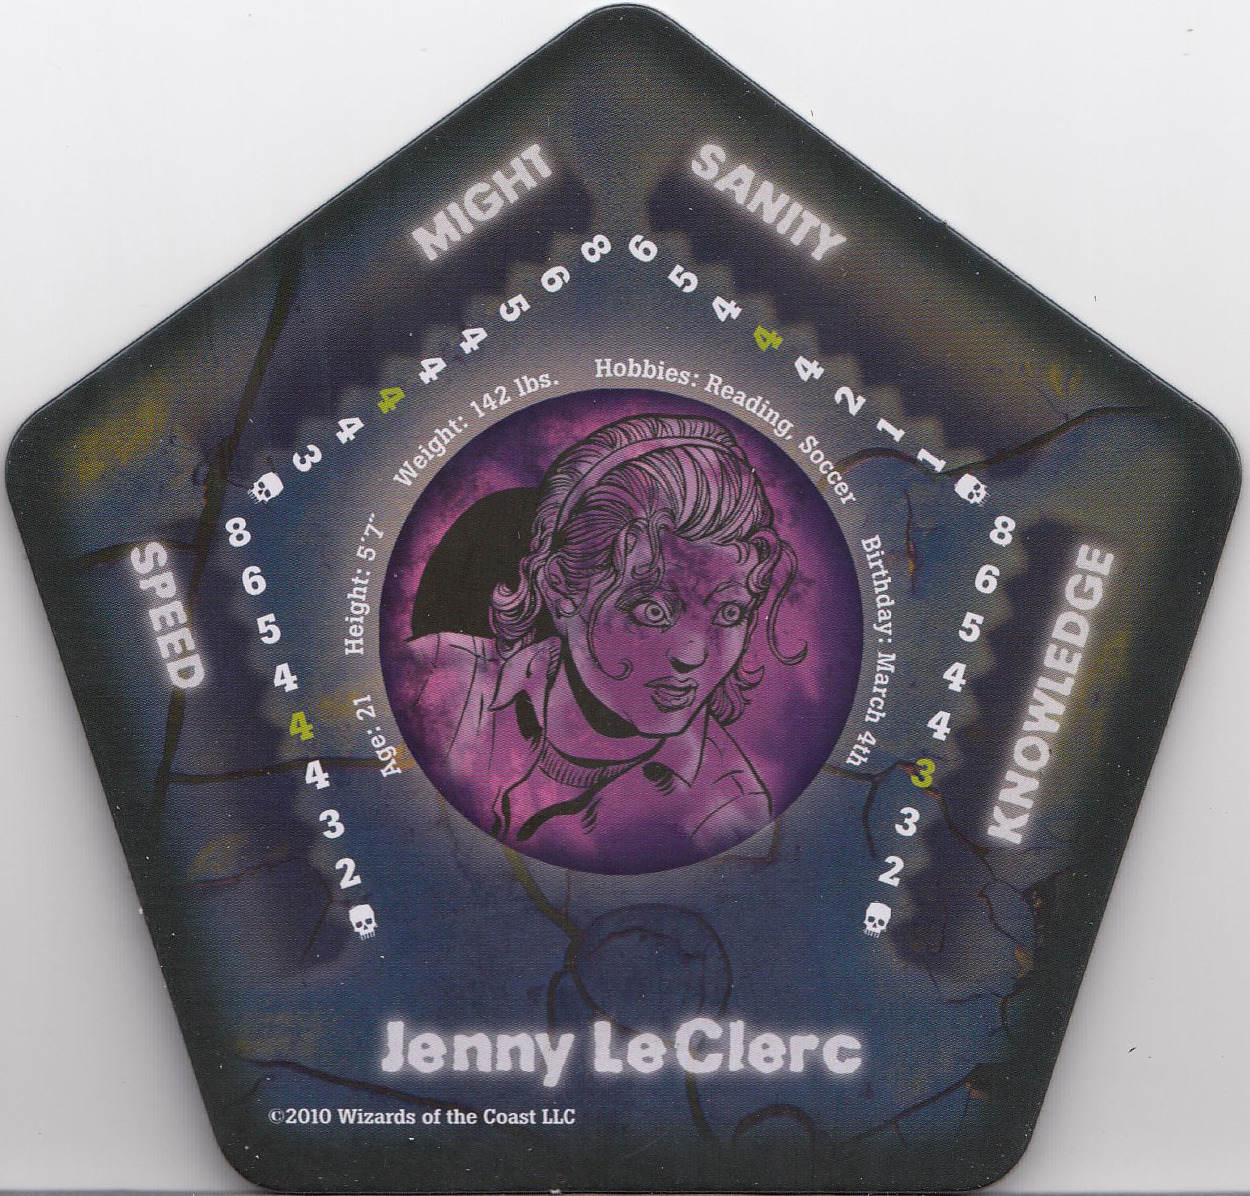 MIGHT
3 4 4 4 4 5 6 8
SANITY
6 5 4 4 4 2 1 1
SPEED
8
6
5
4
4
4
3
2
KNOWLEDGE
8
6
5
4
4
3
3
2
Age: 21
Height: 5'7"
Weight: 142 lbs.
Hobbies: Reading, Soccer
Birthday: March 4th
Jenny LeClerc
©2010 Wizards of the Coast LLC